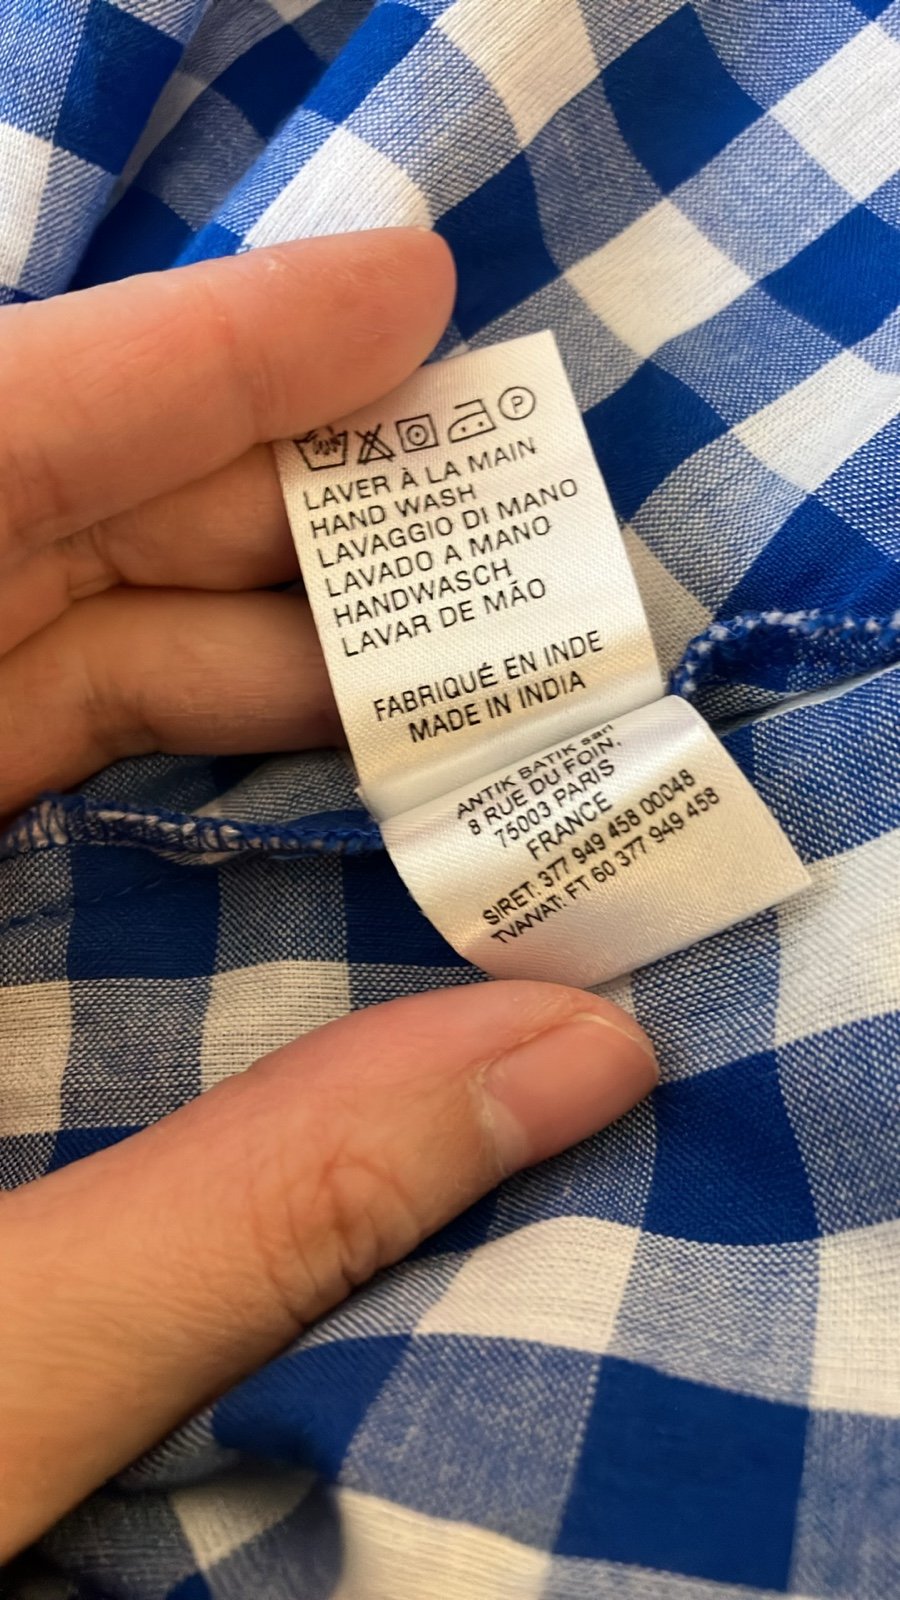 P
LAVER À LA MAIN
HAND WASH
LAVAGGIO DI MANO
LAVADO A MANO
HANDWASCH
LAVAR DE MÃO
FABRIQUÉ EN INDE
MADE IN INDIA
ANTIK BATIK sarl
8 RUE DU FOIN,
75003 PARIS
FRANCE
SIRET: 377 949 458 00048
TVANAT: FT 60 377 949 458